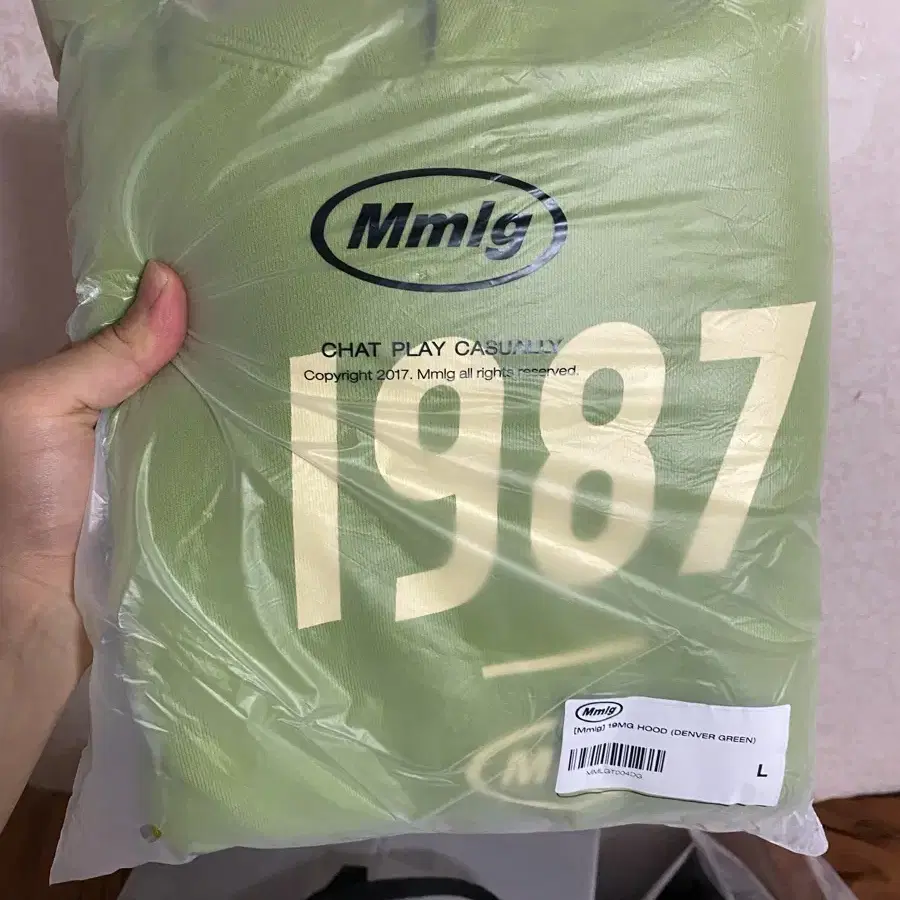 Mmlg
CHAT PLAY CASUALLY
Copyright 2017. Mmlg all rights reserved.
1987
Mmlg
[Mmlg] 19MG HOOD (DENVER GREEN)
L